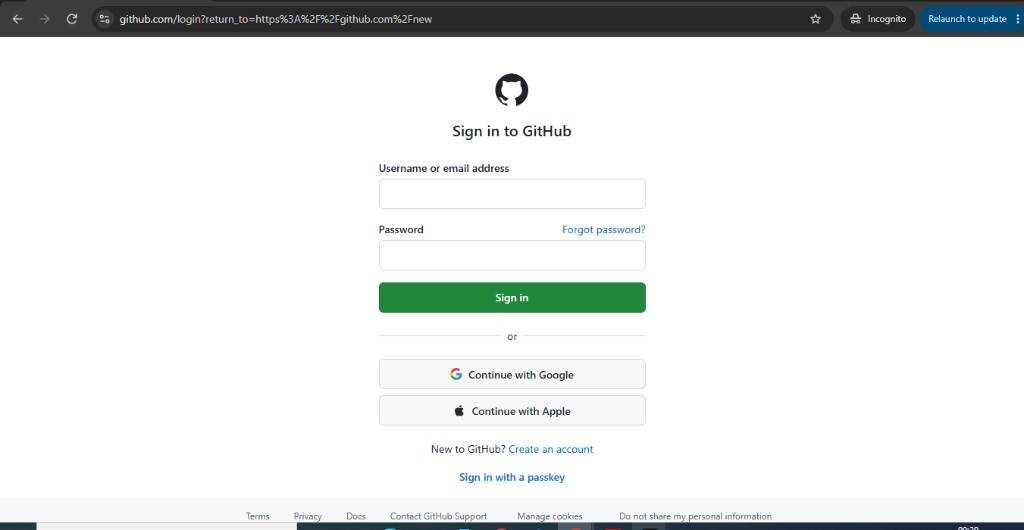 github.com/login?return_to=https%3A%2F%2Fgithub.com%2Fnew
Incognito
Relaunch to update
Sign in to GitHub
Username or email address
Password Forgot password?
Sign in
or
Continue with Google
Continue with Apple
New to GitHub? Create an account
Sign in with a passkey
Terms Privacy Docs Contact GitHub Support Manage cookies Do not share my personal information